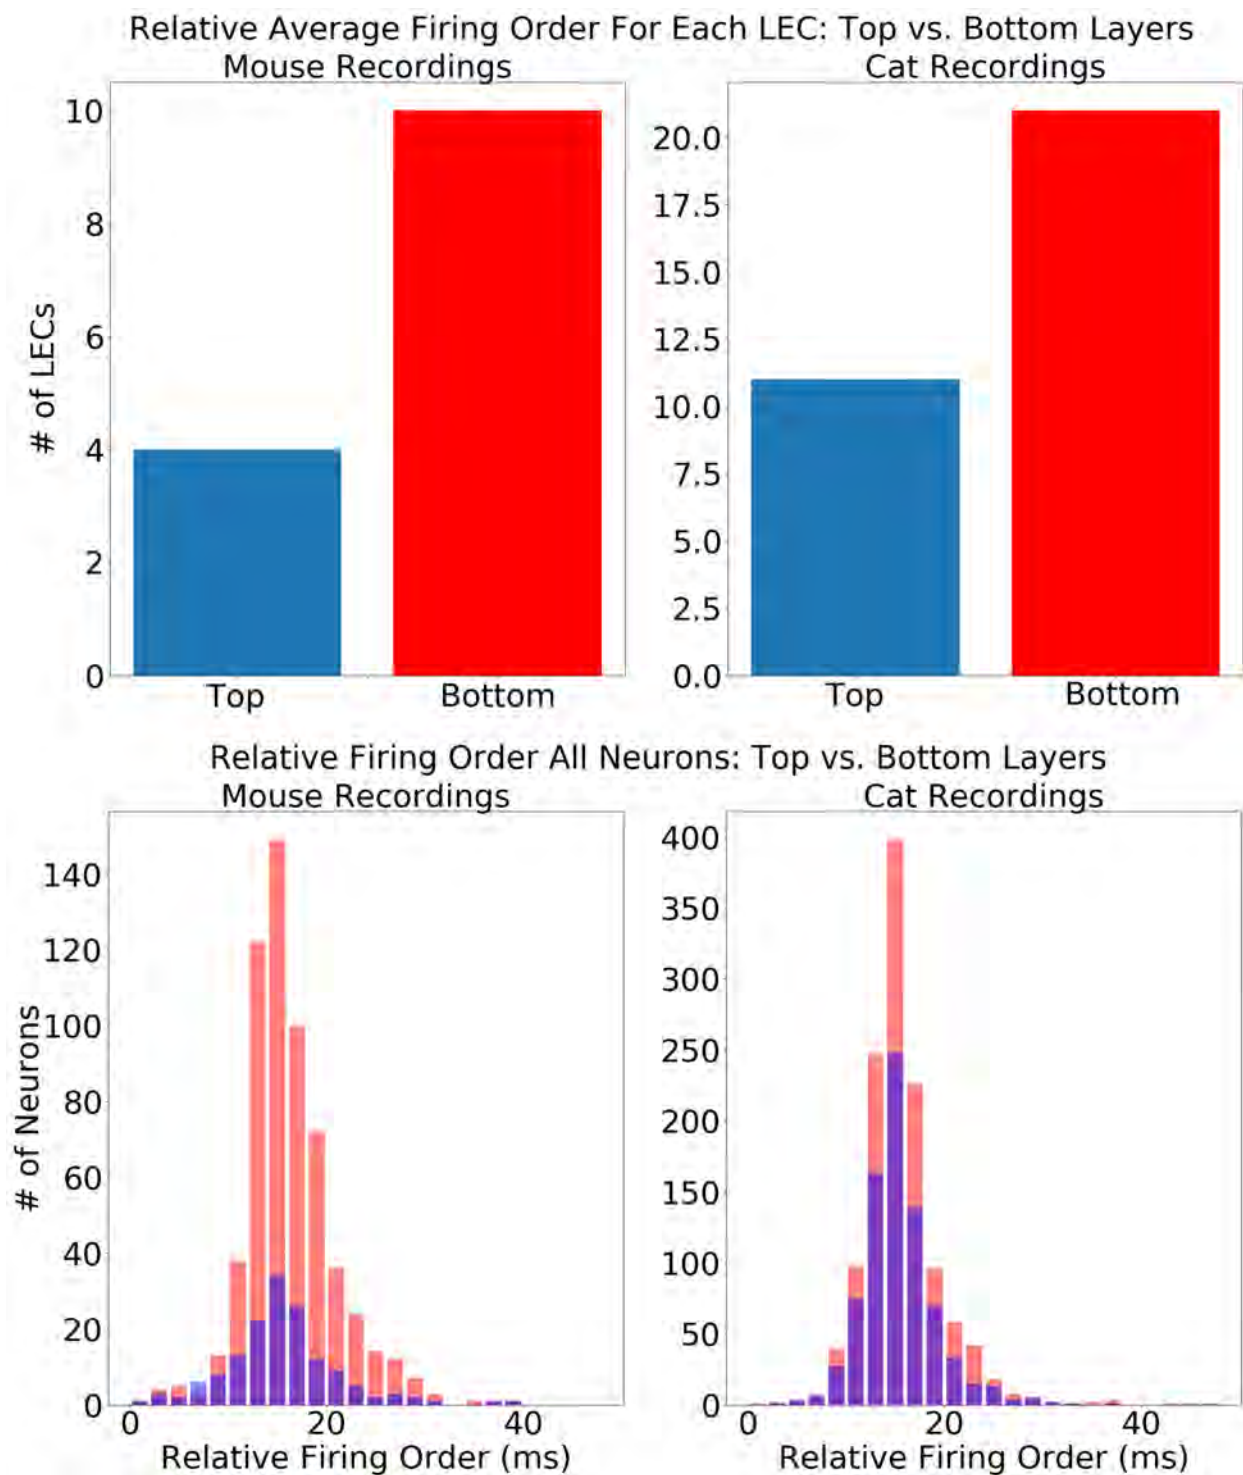 Relative Average Firing Order For Each LEC: Top vs. Bottom Layers
Mouse Recordings
Cat Recordings
# of LECs
10
8
6
4
2
0
Top
Bottom
20.0
17.5
15.0
12.5
10.0
7.5
5.0
2.5
0.0
Top
Bottom
Relative Firing Order All Neurons: Top vs. Bottom Layers
Mouse Recordings
Cat Recordings
# of Neurons
140
120
100
80
60
40
20
0
0
20
40
Relative Firing Order (ms)
400
350
300
250
200
150
100
50
0
0
20
40
Relative Firing Order (ms)